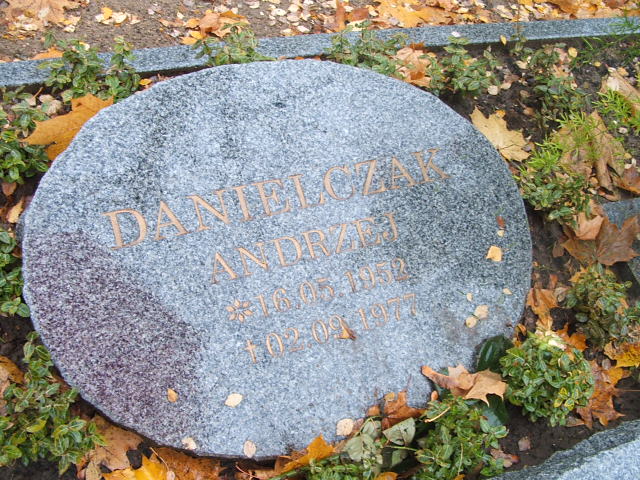 DANIELCZAK
ANDRZEJ
*16.05.1952
†02.09.1977